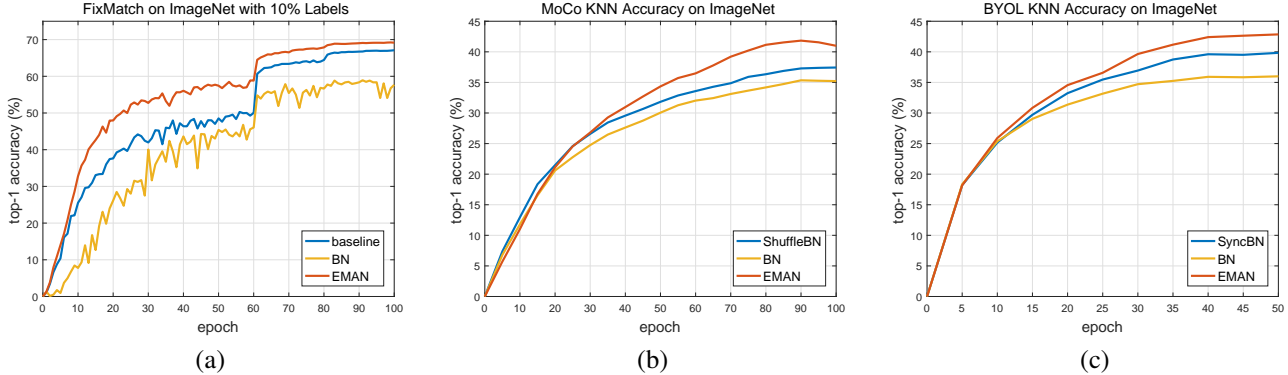 FixMatch on ImageNet with 10% Labels
70
60
50
40
30
20
10
0
top-1 accuracy (%)
0 10 20 30 40 50 60 70 80 90 100
epoch
baseline
BN
EMAN
(a)
MoCo KNN Accuracy on ImageNet
45
40
35
30
25
20
15
10
5
0
top-1 accuracy (%)
0 10 20 30 40 50 60 70 80 90 100
epoch
ShuffleBN
BN
EMAN
(b)
BYOL KNN Accuracy on ImageNet
45
40
35
30
25
20
15
10
5
0
top-1 accuracy (%)
0 5 10 15 20 25 30 35 40 45 50
epoch
SyncBN
BN
EMAN
(c)